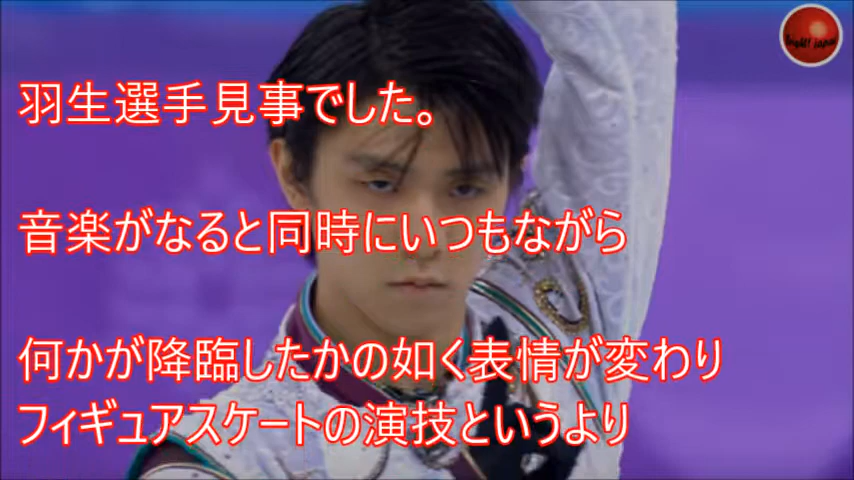 羽生選手見事でした。
音楽がなると同時にいつもながら
何かが降臨したかの如く表情が変わり
フィギュアスケートの演技というより